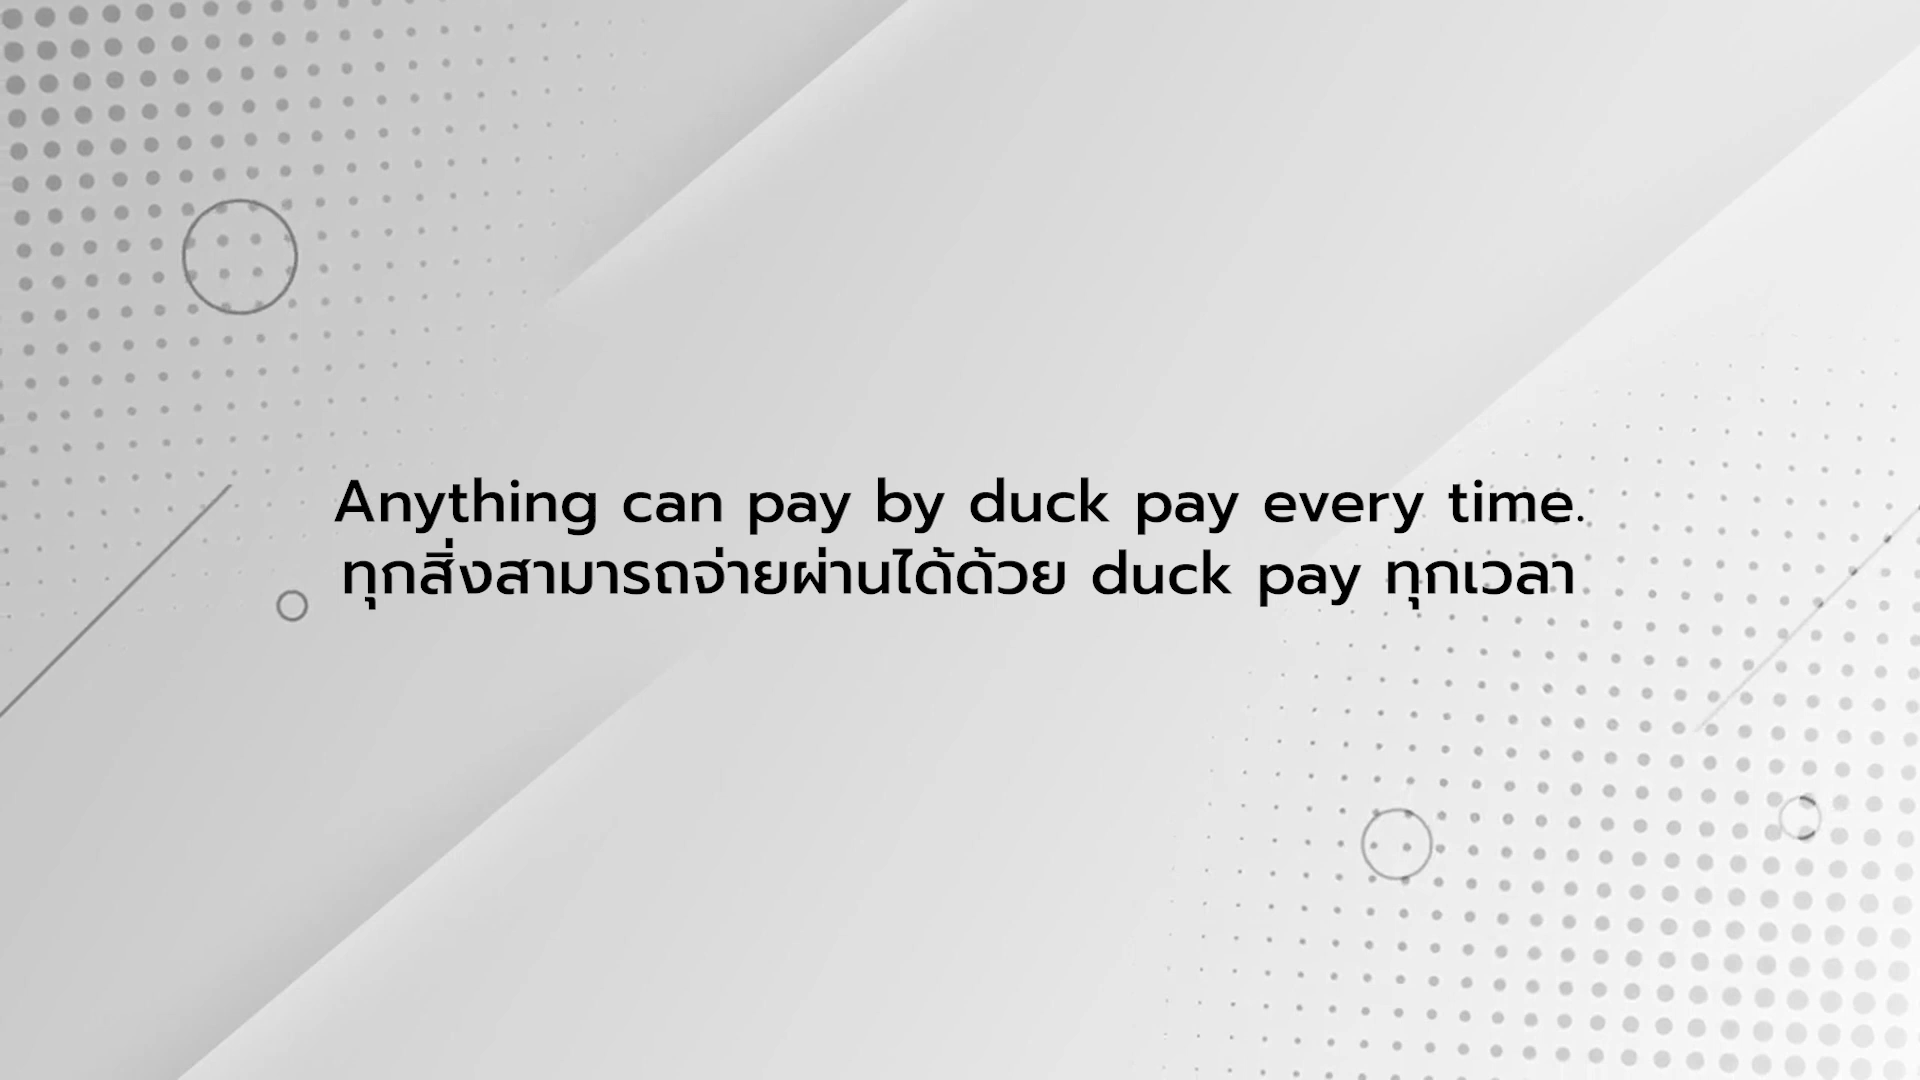 Anything can pay by duck pay every time.
ทุกสิ่งสามารถจ่ายผ่านได้ด้วย duck pay ทุกเวลา